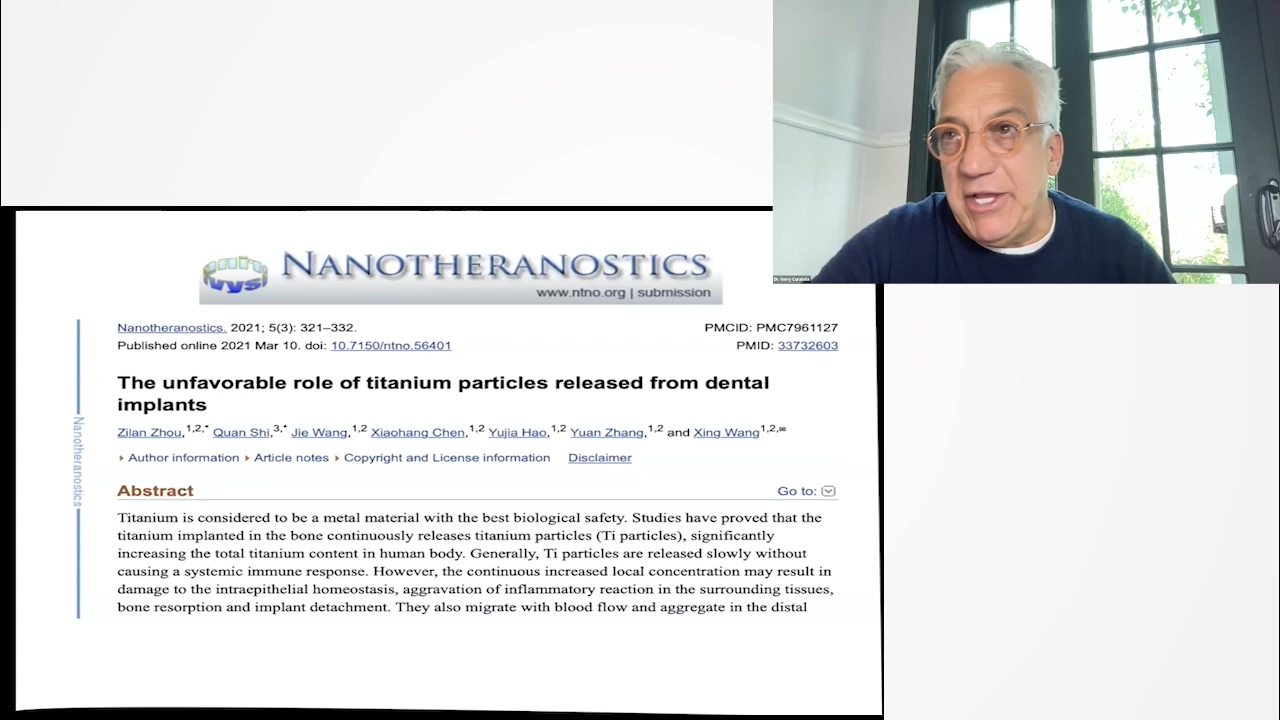 Dr. Gerry Curatola
NANOTHERANOSTICS
www.ntno.org | submission
Nanotheranostics. 2021; 5(3): 321–332.
PMCID: PMC7961127
Published online 2021 Mar 10. doi: 10.7150/ntno.56401
PMID: 33732603
The unfavorable role of titanium particles released from dental
implants
Zilan Zhou,1,2,* Quan Shi,3,* Jie Wang,1,2 Xiaohang Chen,1,2 Yujia Hao,1,2 Yuan Zhang,1,2 and Xing Wang1,2,✉
Author information Article notes Copyright and License information Disclaimer
Nanotheranostics
Abstract
Go to:
Titanium is considered to be a metal material with the best biological safety. Studies have proved that the
titanium implanted in the bone continuously releases titanium particles (Ti particles), significantly
increasing the total titanium content in human body. Generally, Ti particles are released slowly without
causing a systemic immune response. However, the continuous increased local concentration may result in
damage to the intraepithelial homeostasis, aggravation of inflammatory reaction in the surrounding tissues,
bone resorption and implant detachment. They also migrate with blood flow and aggregate in the distal